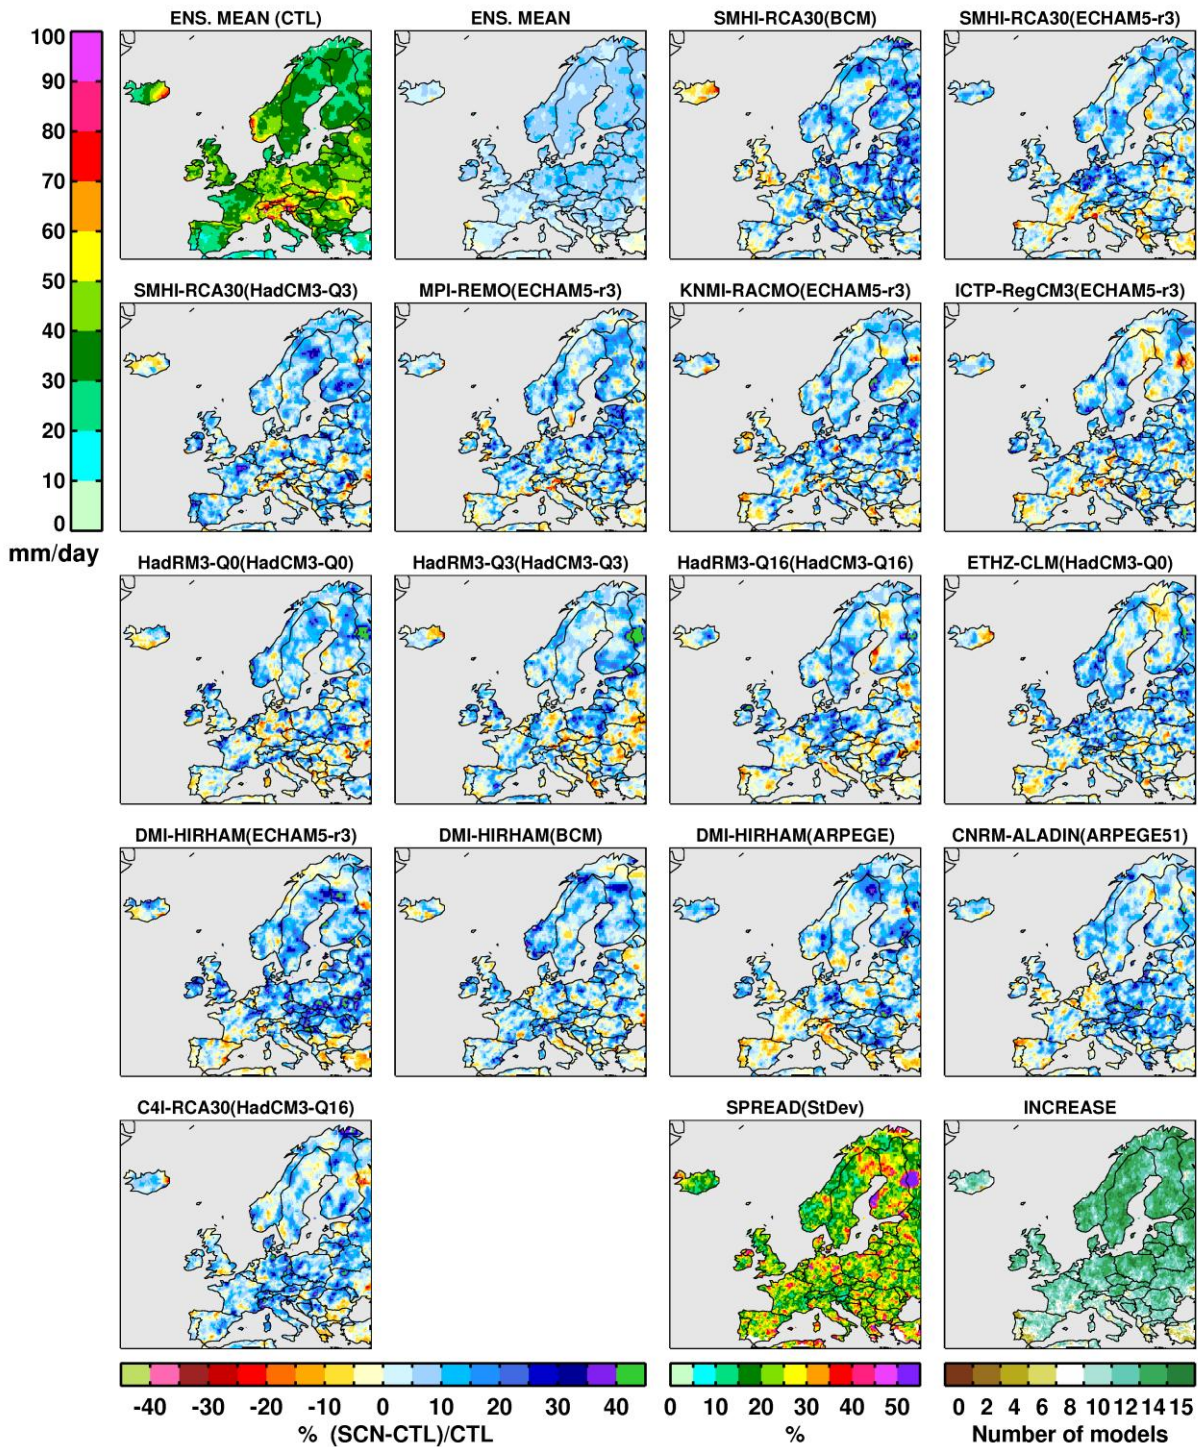 ENS. MEAN (CTL) ENS. MEAN SMHI-RCA30(BCM) SMHI-RCA30(ECHAM5-r3)
100
90
80
70
60
50
40
30
20
10
0
mm/day
SMHI-RCA30(HadCM3-Q3) MPI-REMO(ECHAM5-r3) KNMI-RACMO(ECHAM5-r3) ICTP-RegCM3(ECHAM5-r3)
HadRM3-Q0(HadCM3-Q0) HadRM3-Q3(HadCM3-Q3) HadRM3-Q16(HadCM3-Q16) ETHZ-CLM(HadCM3-Q0)
DMI-HIRHAM(ECHAM5-r3) DMI-HIRHAM(BCM) DMI-HIRHAM(ARPEGE) CNRM-ALADIN(ARPEGE51)
C4I-RCA30(HadCM3-Q16) SPREAD(StDev) INCREASE
-40 -30 -20 -10 0 10 20 30 40 0 10 20 30 40 50 0 2 4 6 8 10 12 14 15
% (SCN-CTL)/CTL % Number of models